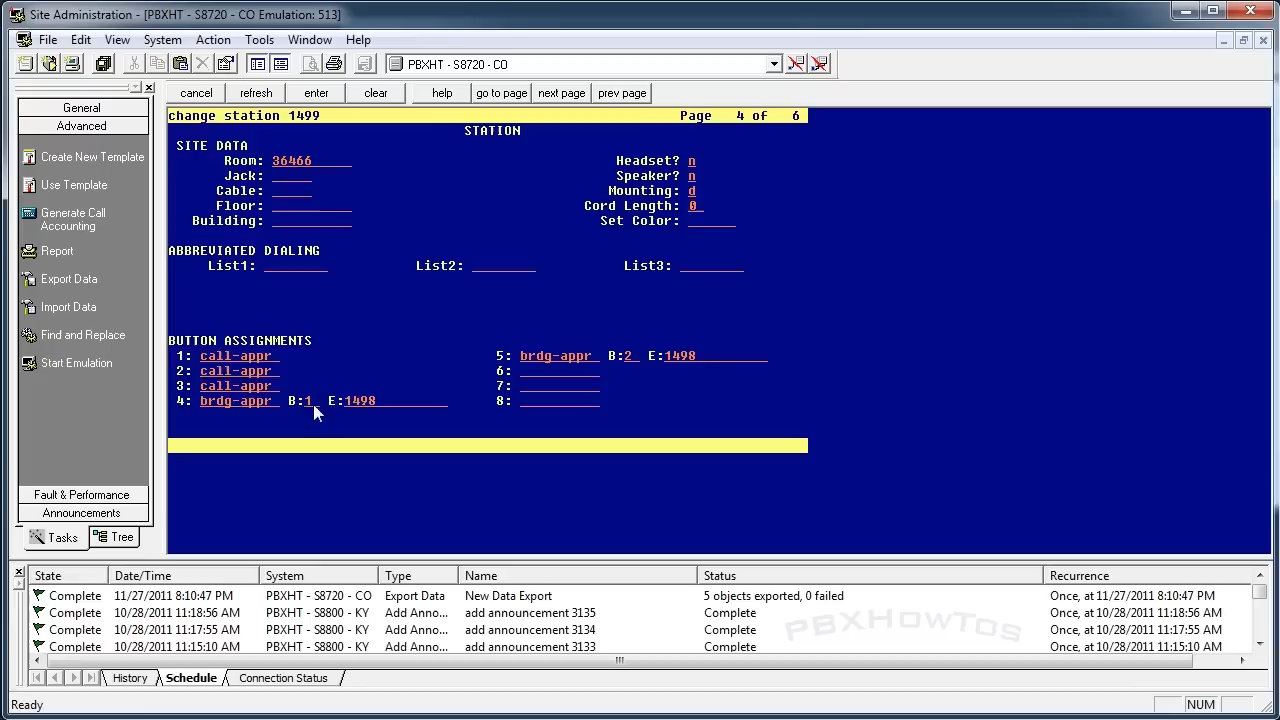 Site Administration - [PBXHT - S8720 - CO Emulation: 513]
File Edit View System Action Tools Window Help
PBXHT - S8720 - CO
General
Advanced
Create New Template
Use Template
Generate Call
Accounting
Report
Export Data
Import Data
Find and Replace
Start Emulation
Fault & Performance
Announcements
Tasks Tree
cancel refresh enter clear help go to page next page prev page
change station 1499 Page 4 of 6
STATION
SITE DATA
Room: 36466 Headset? n
Jack: Speaker? n
Cable: Mounting: d
Floor: Cord Length: 0
Building: Set Color:
ABBREVIATED DIALING
List1: List2: List3:
BUTTON ASSIGNMENTS
1: call-appr 5: brdg-appr B:2 E:1498
2: call-appr 6:
3: call-appr 7:
4: brdg-appr B:1 E:1498 8:
State Date/Time System Type Name Status Recurrence
Complete 11/27/2011 8:10:47 PM PBXHT - S8720 - CO Export Data New Data Export 5 objects exported, 0 failed Once, at 11/27/2011 8:10:47 PM
Complete 10/28/2011 11:18:56 AM PBXHT - S8800 - KY Add Anno... add announcement 3135 Complete Once, at 10/28/2011 11:18:56 AM
Complete 10/28/2011 11:17:55 AM PBXHT - S8800 - KY Add Anno... add announcement 3134 Complete Once, at 10/28/2011 11:17:55 AM
Complete 10/28/2011 11:15:10 AM PBXHT - S8800 - KY Add Anno... add announcement 3133 Complete Once, at 10/28/2011 11:15:10 AM
PBXHowTos
History Schedule Connection Status
Ready NUM